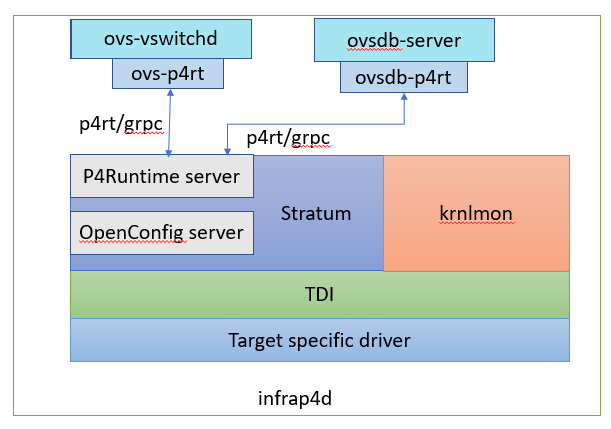 ovs-vswitchd
ovsdb-server
ovs-p4rt
ovsdb-p4rt
p4rt/grpc
p4rt/grpc
P4Runtime server
Stratum
krnlmon
OpenConfig server
TDI
Target specific driver
infrap4d